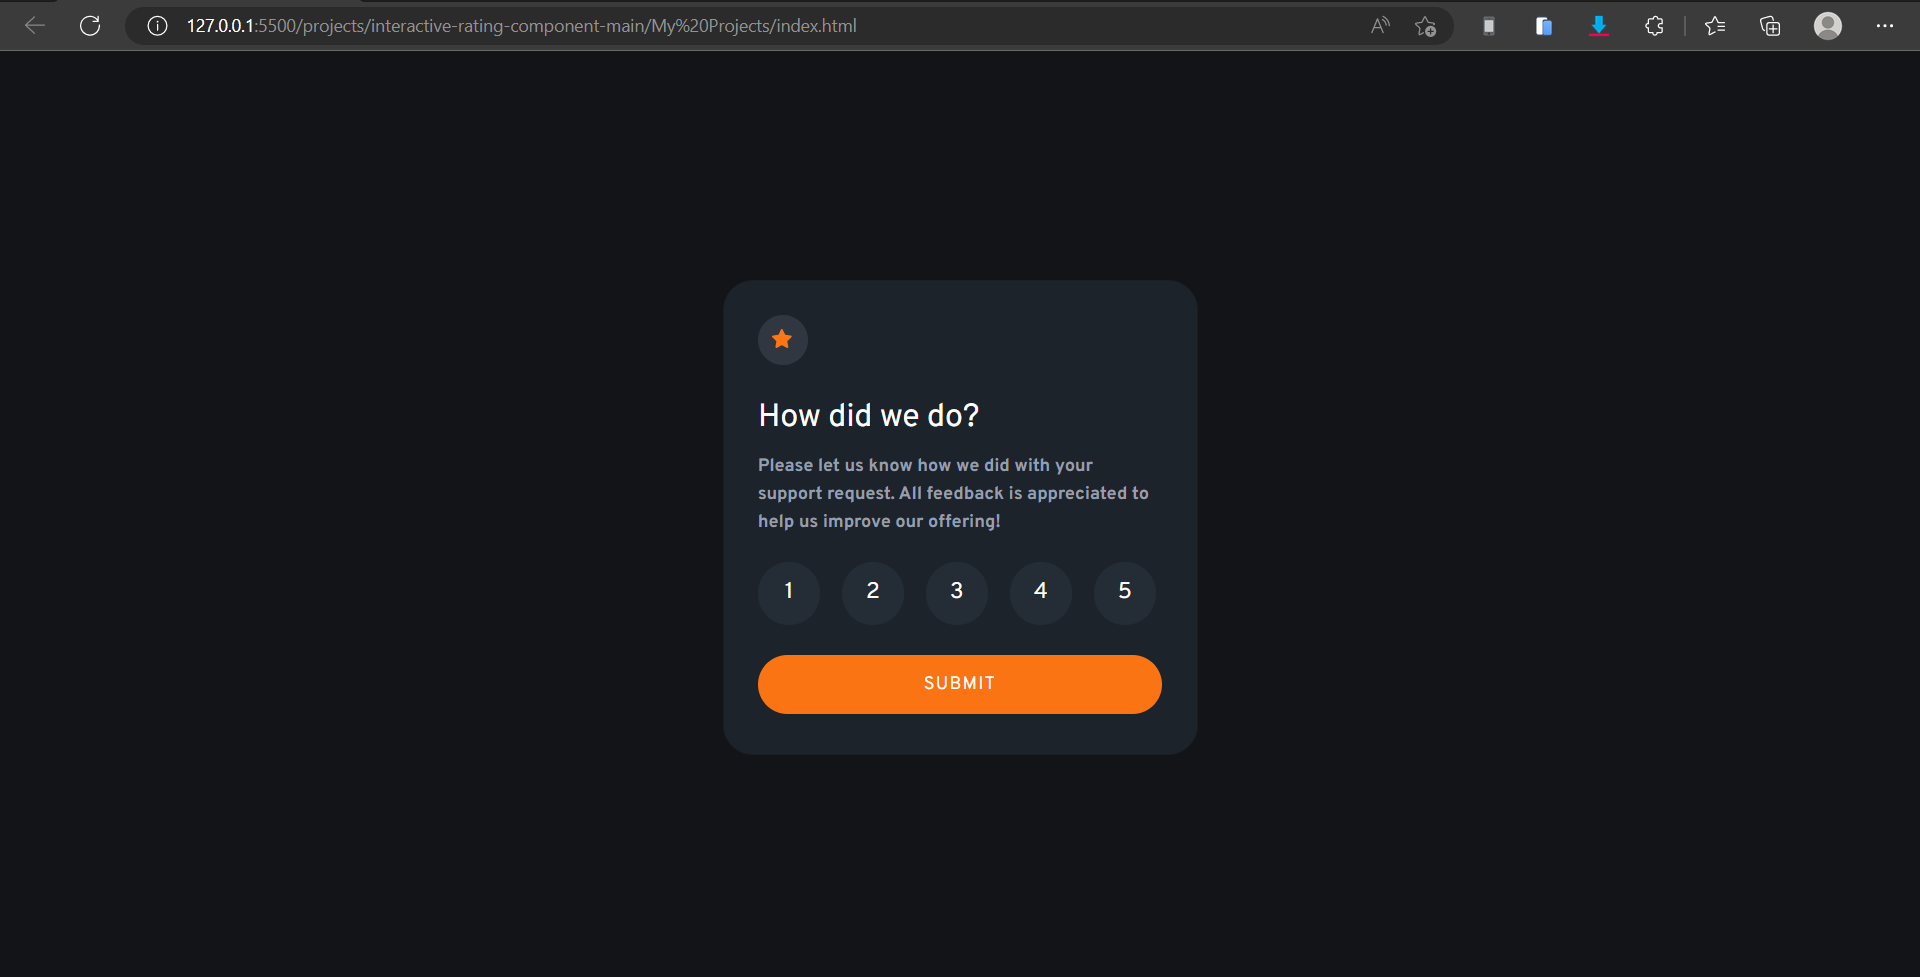 127.0.0.1:5500/projects/interactive-rating-component-main/My%20Projects/index.html
How did we do?
Please let us know how we did with your
support request. All feedback is appreciated to
help us improve our offering!
1 2 3 4 5
SUBMIT